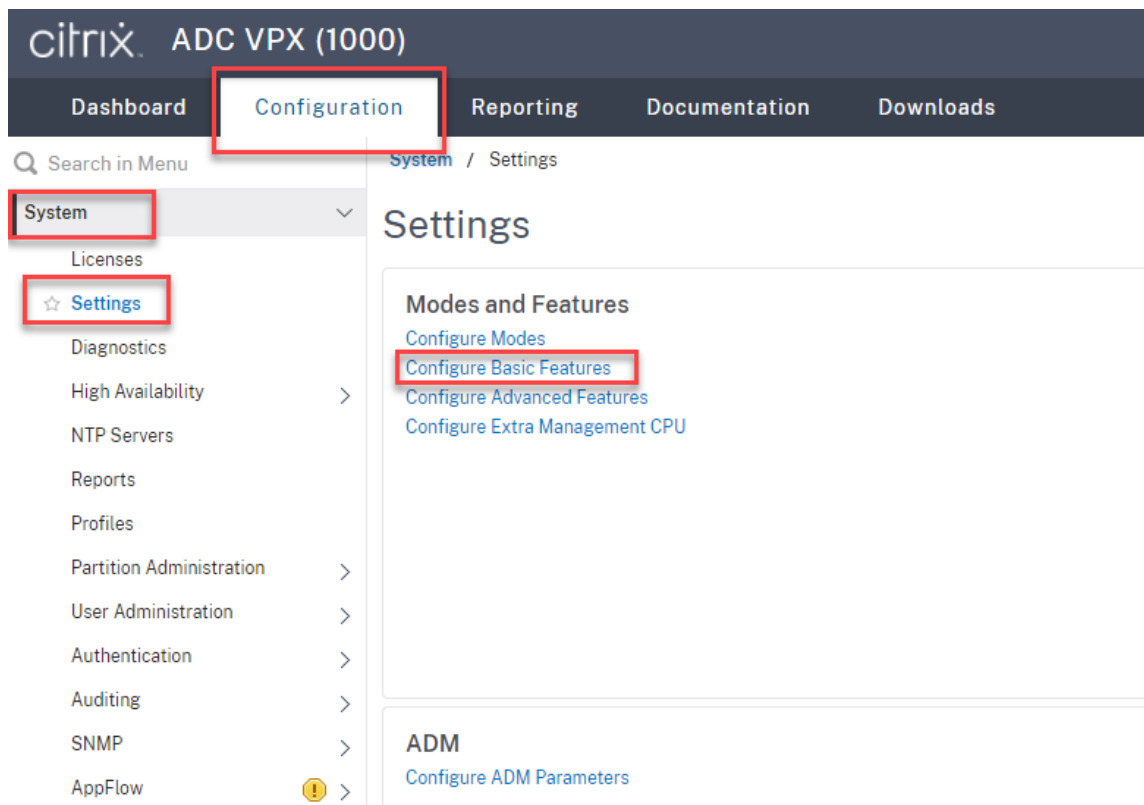 citrix. ADC VPX (1000)
Dashboard Configuration Reporting Documentation Downloads
Search in Menu
System / Settings
System
Settings
Licenses
Settings
Diagnostics
High Availability
NTP Servers
Reports
Profiles
Partition Administration
User Administration
Authentication
Auditing
SNMP
AppFlow
Modes and Features
Configure Modes
Configure Basic Features
Configure Advanced Features
Configure Extra Management CPU
ADM
Configure ADM Parameters